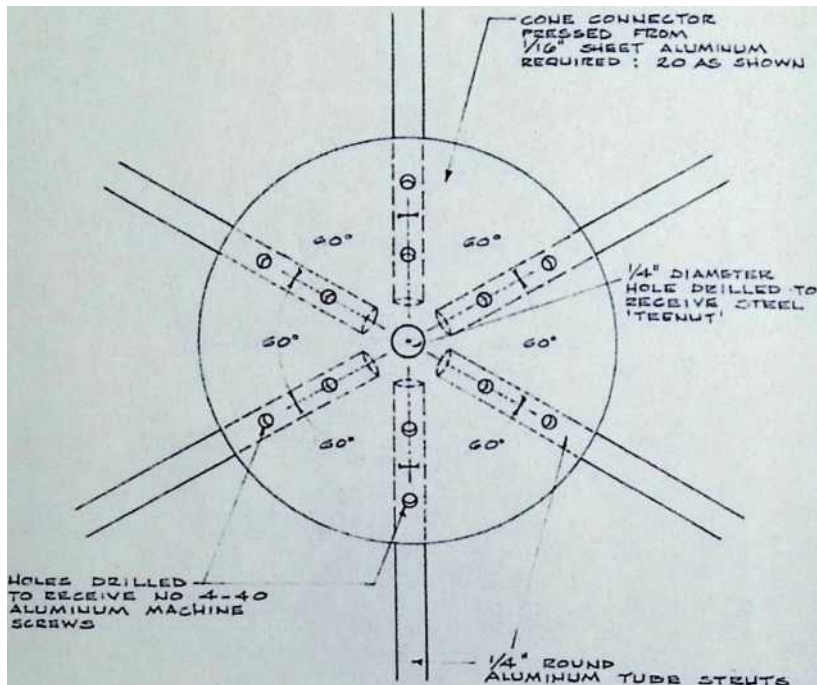 CONE CONNECTOR
PRESSED FROM
1/16" SHEET ALUMINUM
REQUIRED : 20 AS SHOWN
60°
60°
1/4" DIAMETER
HOLE DRILLED TO
RECEIVE STEEL
'TEENUT'
60°
60°
60°
60°
HOLES DRILLED
TO RECEIVE NO 4-40
ALUMINUM MACHINE
SCREWS
1/4" ROUND
ALUMINUM TUBE STRUTS